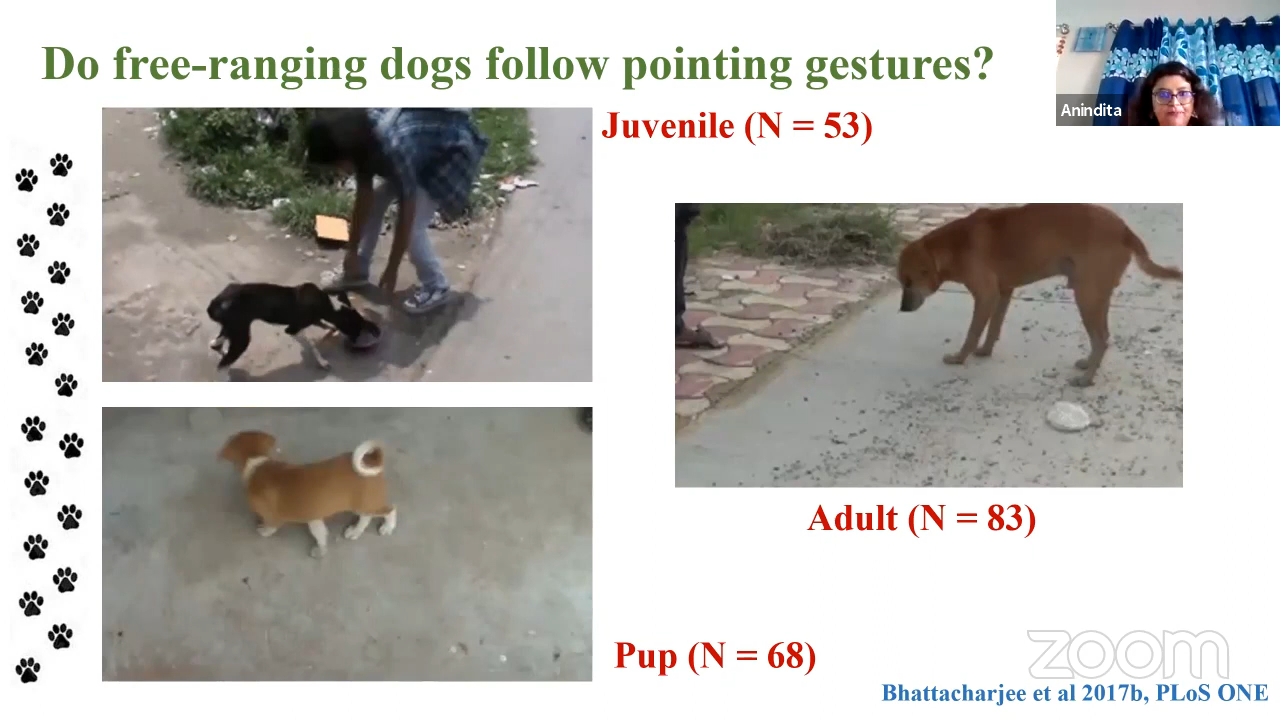 Do free-ranging dogs follow pointing gestures?
Anindita
Juvenile (N = 53)
Adult (N = 83)
Pup (N = 68)
zoom
Bhattacharjee et al 2017b, PLoS ONE